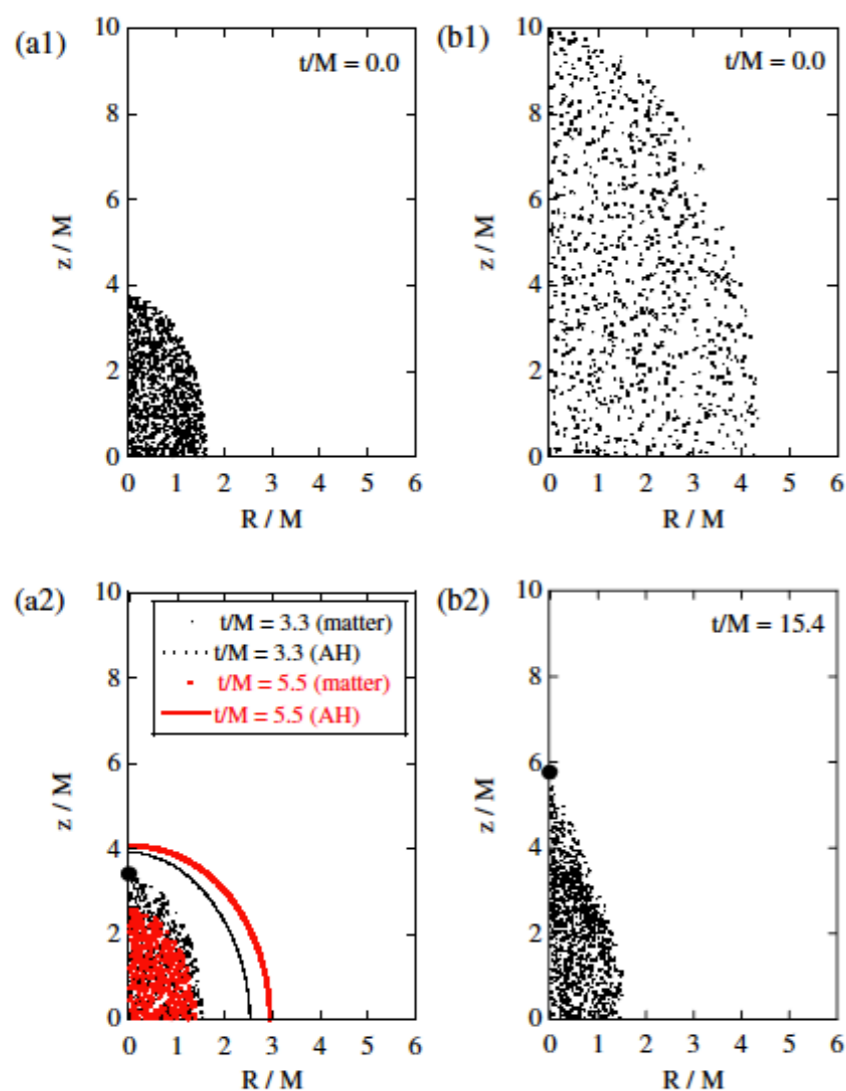 (a1)
t/M = 0.0
10
8
6
4
2
0
z / M
0 1 2 3 4 5 6
R / M
(b1)
t/M = 0.0
10
8
6
4
2
0
z / M
0 1 2 3 4 5 6
R / M
(a2)
t/M = 3.3 (matter)
t/M = 3.3 (AH)
t/M = 5.5 (matter)
t/M = 5.5 (AH)
10
8
6
4
2
0
z / M
0 1 2 3 4 5 6
R / M
(b2)
t/M = 15.4
10
8
6
4
2
0
z / M
0 1 2 3 4 5 6
R / M